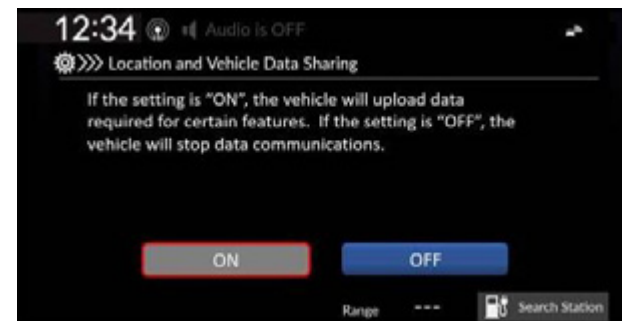 12:34 Audio is OFF
Location and Vehicle Data Sharing
If the setting is "ON", the vehicle will upload data
required for certain features. If the setting is "OFF", the
vehicle will stop data communications.
ON OFF
Range --- Search Station